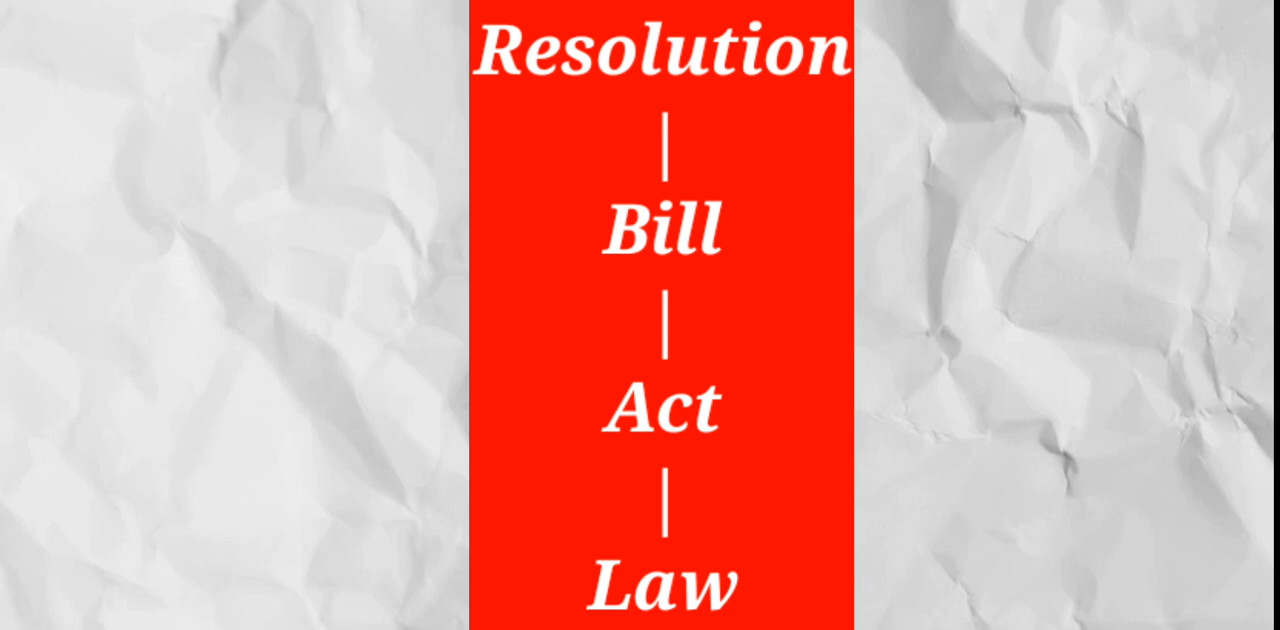 Resolution
|
Bill
|
Act
|
Law